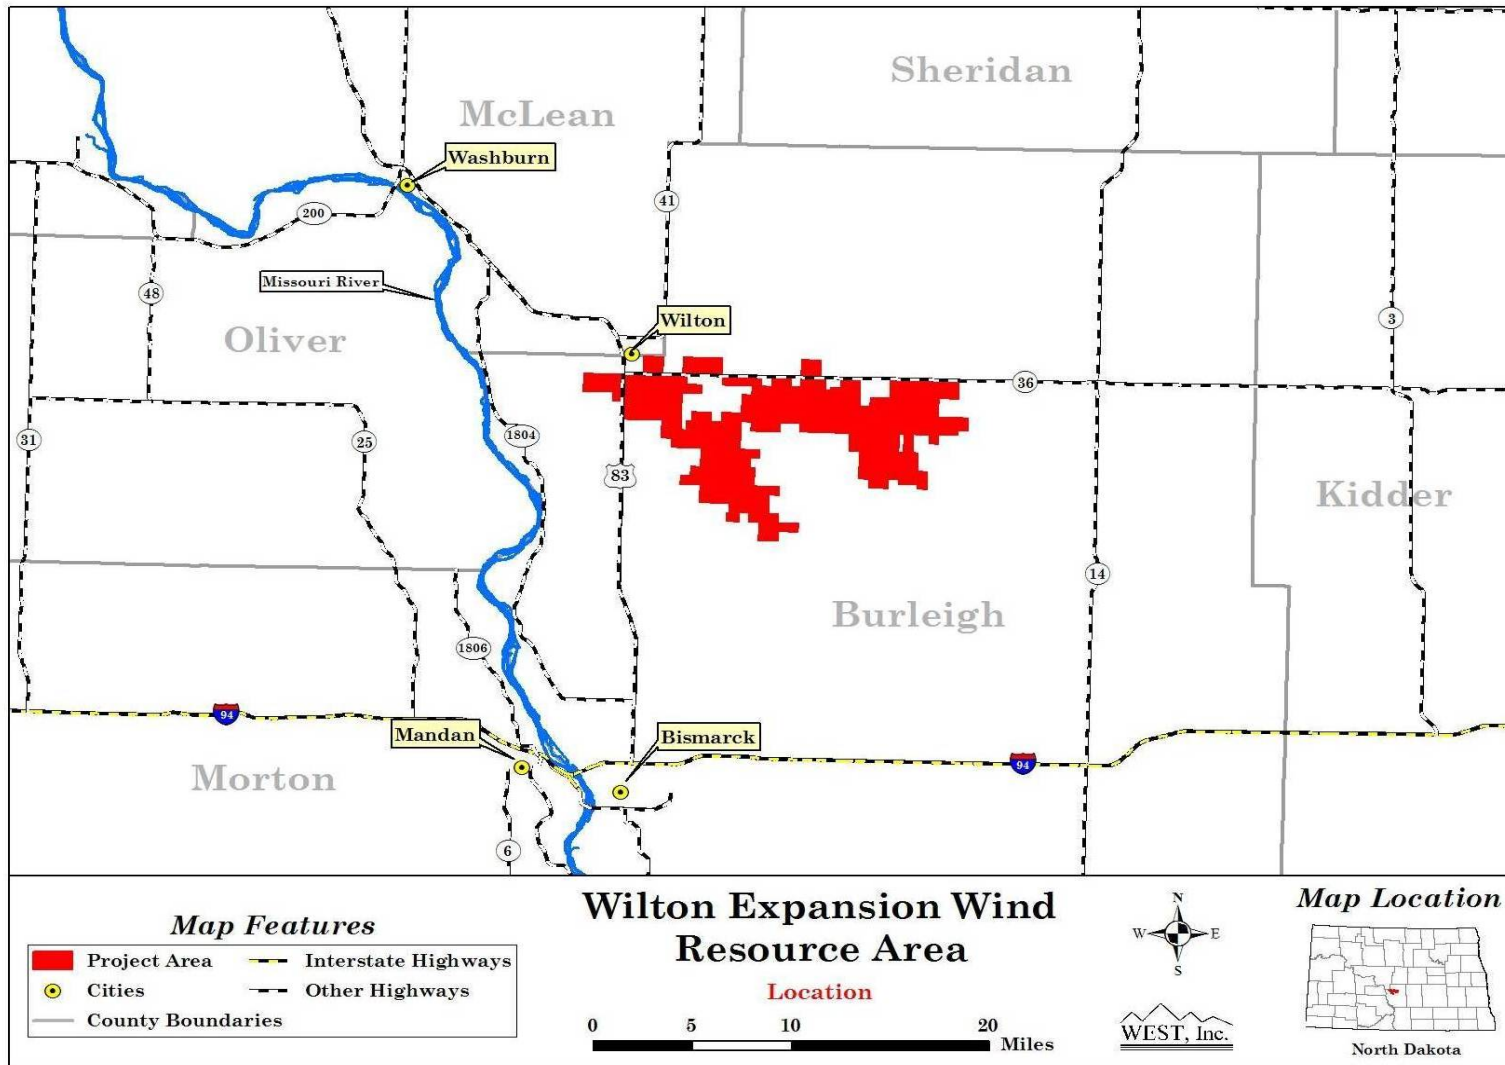 Sheridan
McLean
Washburn
41
200
Missouri River
48
3
Wilton
Oliver
36
31
25
1804
83
Kidder
14
Burleigh
1806
94
Mandan
Bismarck
94
Morton
6
Map Features
Project Area
Interstate Highways
Cities
Other Highways
County Boundaries
Wilton Expansion Wind
Resource Area
Location
0 5 10 20
Miles
N
W E
S
WEST, Inc.
Map Location
North Dakota